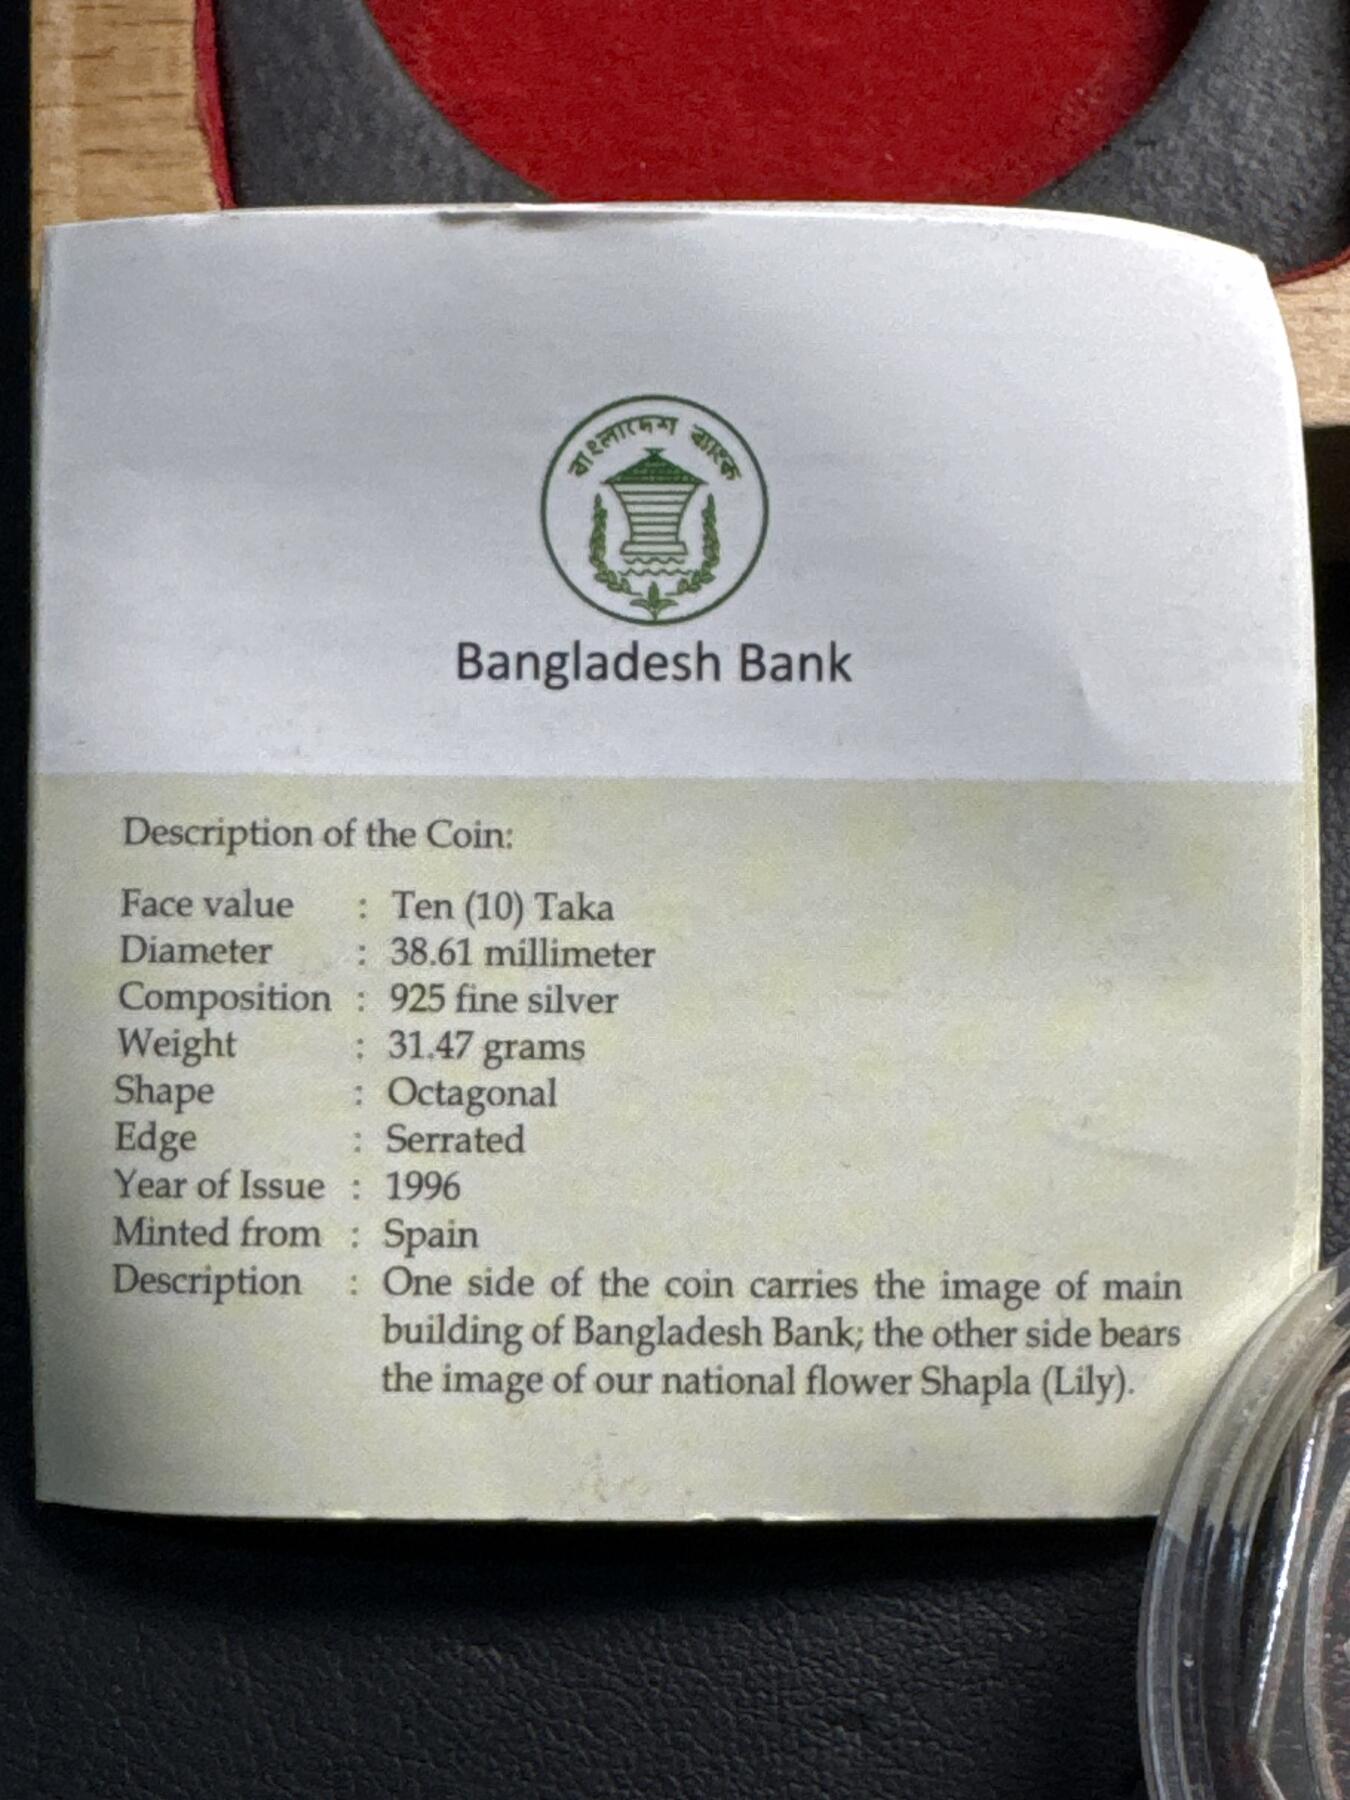 বাংলাদেশ ব্যাংক
Bangladesh Bank
Description of the Coin:
Face value : Ten (10) Taka
Diameter : 38.61 millimeter
Composition : 925 fine silver
Weight : 31.47 grams
Shape : Octagonal
Edge : Serrated
Year of Issue : 1996
Minted from : Spain
Description : One side of the coin carries the image of main
building of Bangladesh Bank; the other side bears
the image of our national flower Shapla (Lily).